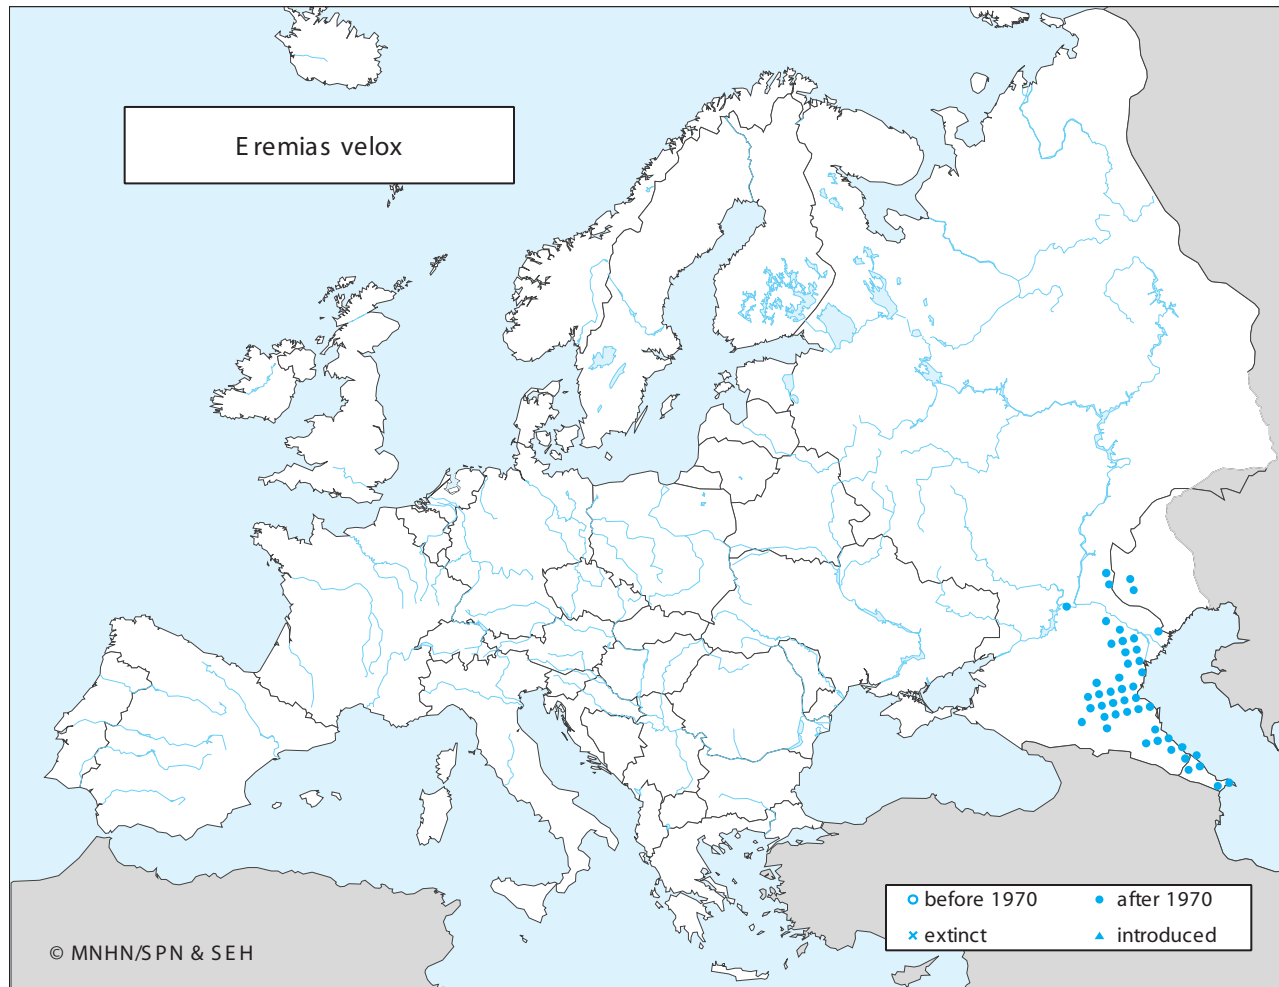 Eremias velox
before 1970
after 1970
extinct
introduced
© MNHN/SPN & SEH